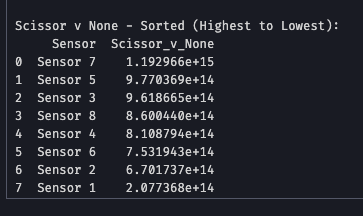 Scissor v None - Sorted (Highest to Lowest):
Sensor Scissor_v_None
0 Sensor 7 1.192966e+15
1 Sensor 5 9.770369e+14
2 Sensor 3 9.618665e+14
3 Sensor 8 8.600440e+14
4 Sensor 4 8.108794e+14
5 Sensor 6 7.531943e+14
6 Sensor 2 6.701737e+14
7 Sensor 1 2.077368e+14